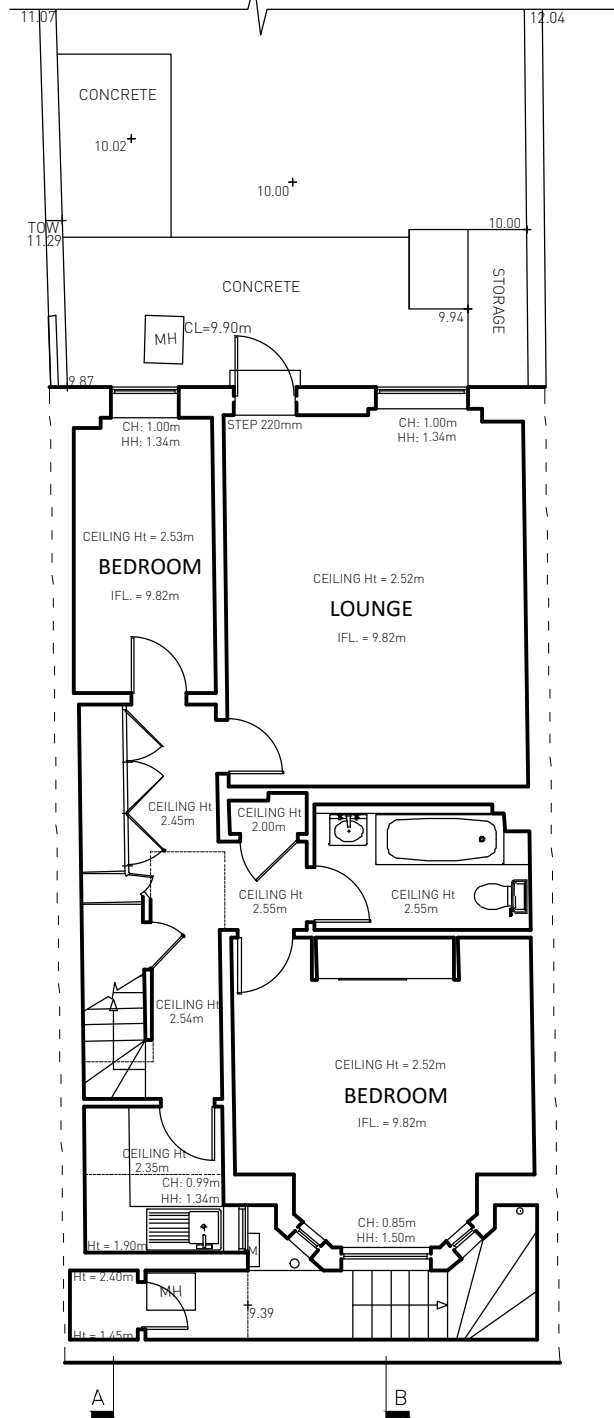 11.07
12.04
CONCRETE
10.02
10.00
TOW
11.29
10.00
CONCRETE
STORAGE
9.94
MH
CL=9.90m
9.87
CH: 1.00m
HH: 1.34m
STEP 220mm
CH: 1.00m
HH: 1.34m
CEILING Ht = 2.53m
BEDROOM
IFL. = 9.82m
CEILING Ht = 2.52m
LOUNGE
IFL. = 9.82m
CEILING Ht
2.45m
CEILING Ht
2.00m
CEILING Ht
2.55m
CEILING Ht
2.55m
CEILING Ht
2.54m
CEILING Ht = 2.52m
BEDROOM
IFL. = 9.82m
CEILING Ht
2.35m
CH: 0.99m
HH: 1.34m
CH: 0.85m
HH: 1.50m
Ht = 1.90m
M
Ht = 2.40m
MH
9.39
Ht = 1.45m
A
B